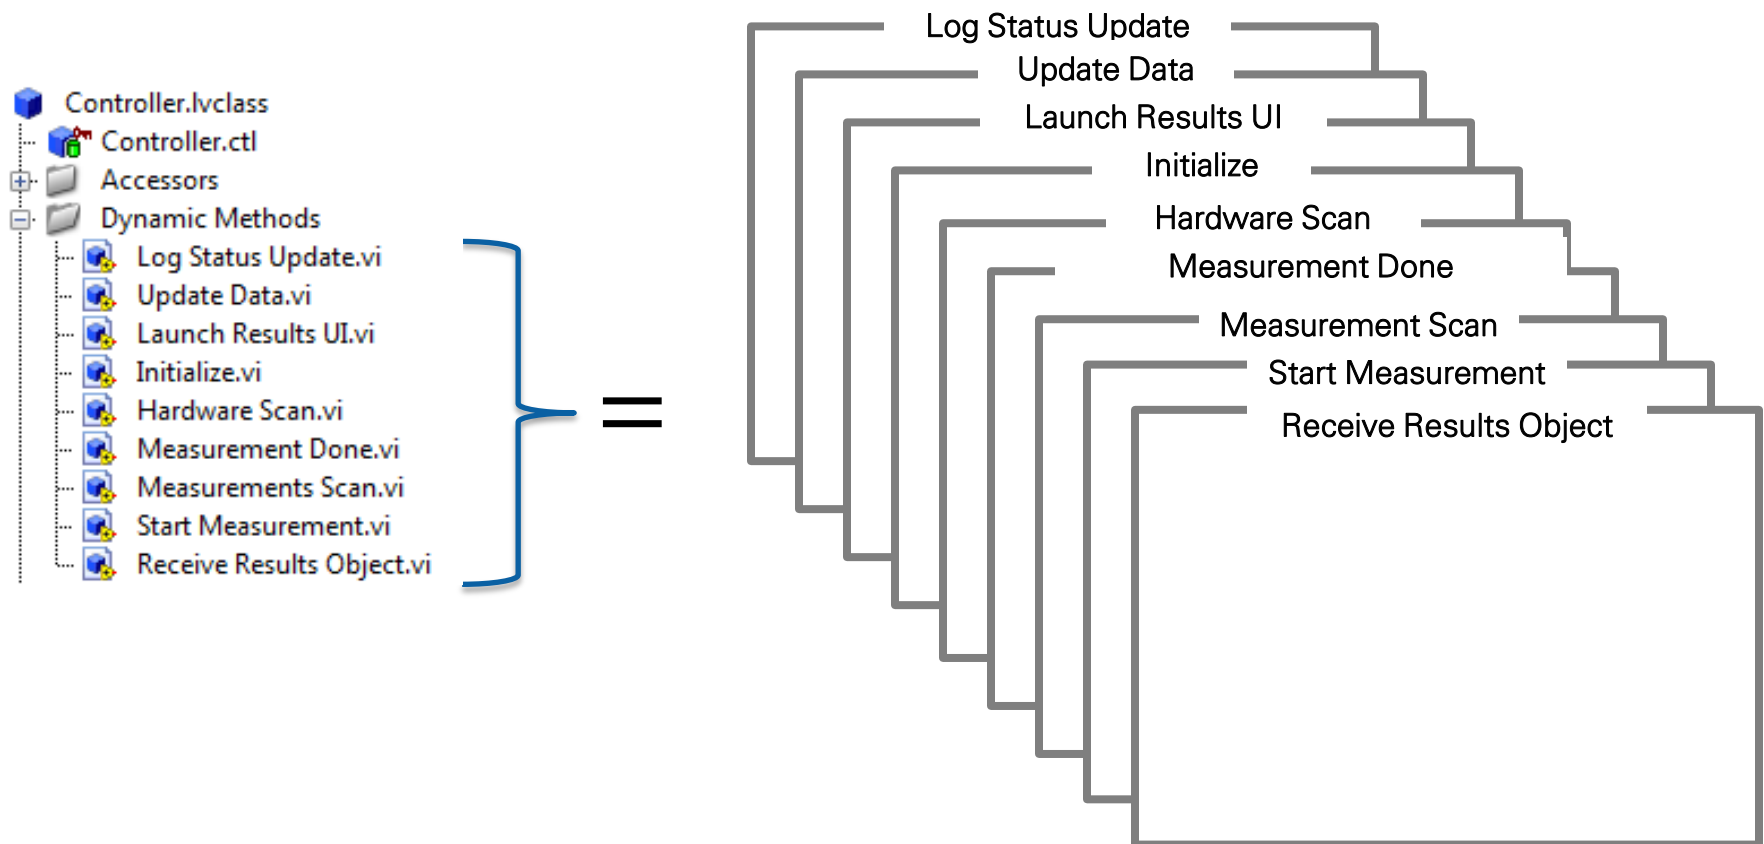 Controller.lvclass
Controller.ctl
Accessors
Dynamic Methods
Log Status Update.vi
Update Data.vi
Launch Results UI.vi
Initialize.vi
Hardware Scan.vi
Measurement Done.vi
Measurements Scan.vi
Start Measurement.vi
Receive Results Object.vi
=
Log Status Update
Update Data
Launch Results UI
Initialize
Hardware Scan
Measurement Done
Measurement Scan
Start Measurement
Receive Results Object